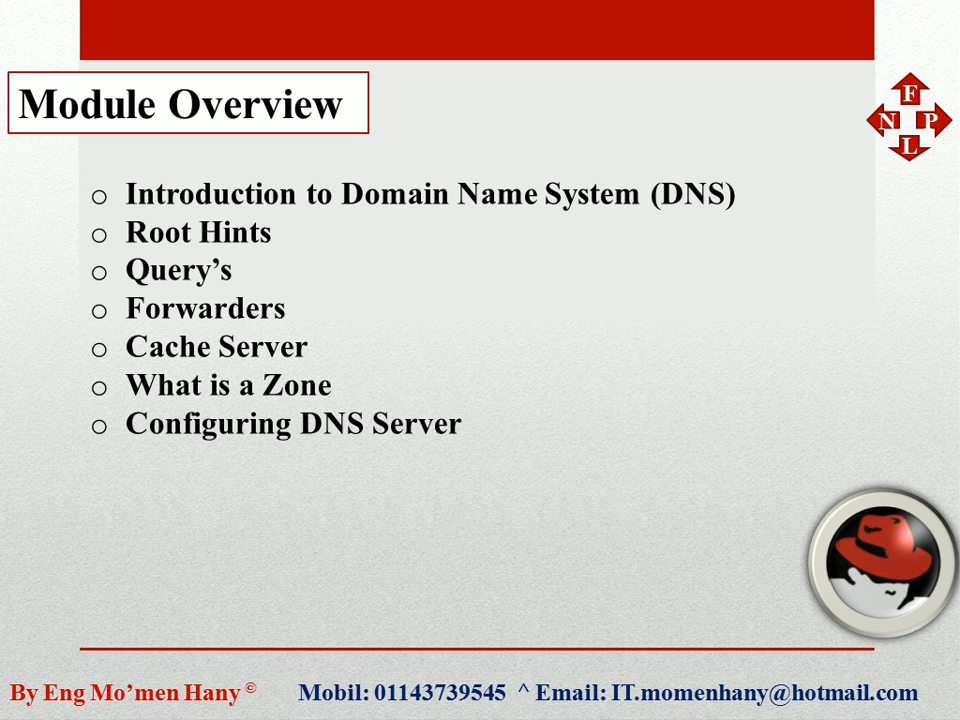 Module Overview
F
N P
L
o Introduction to Domain Name System (DNS)
o Root Hints
o Query’s
o Forwarders
o Cache Server
o What is a Zone
o Configuring DNS Server
By Eng Mo’men Hany © Mobil: 01143739545 ^ Email: IT.momenhany@hotmail.com